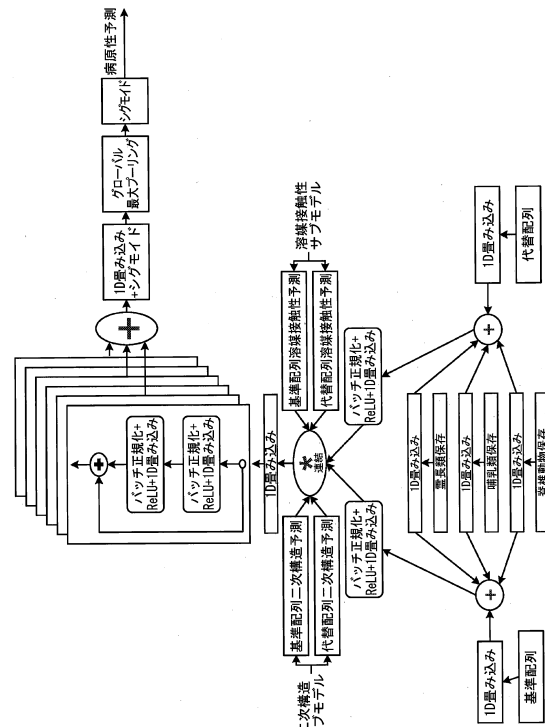 病原性予測
シグモイド
グローバル
最大プーリング
1D畳み込み
+シグモイド
+
+
バッチ正規化+
ReLU+1D畳み込み
バッチ正規化+
ReLU+1D畳み込み
1D畳み込み
*
連結
溶媒接触性
サブモデル
基準配列溶媒接触性予測
代替配列溶媒接触性予測
基準配列二次構造予測
代替配列二次構造予測
次構造
ブモデル
バッチ正規化+
ReLU+1D畳み込み
バッチ正規化+
ReLU+1D畳み込み
+
+
1D畳み込み
代替配列
1D畳み込み
霊長類保存
1D畳み込み
哺乳類保存
1D畳み込み
脊椎動物保存
1D畳み込み
基準配列